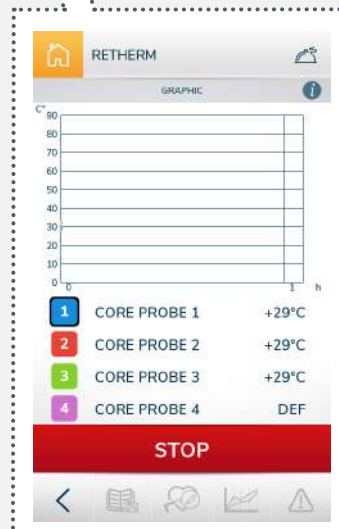 RETHERM
GRAPHIC
i
C°
90
80
70
60
50
40
30
20
10
0
0 1 h
1 CORE PROBE 1 +29°C
2 CORE PROBE 2 +29°C
3 CORE PROBE 3 +29°C
4 CORE PROBE 4 DEF
STOP